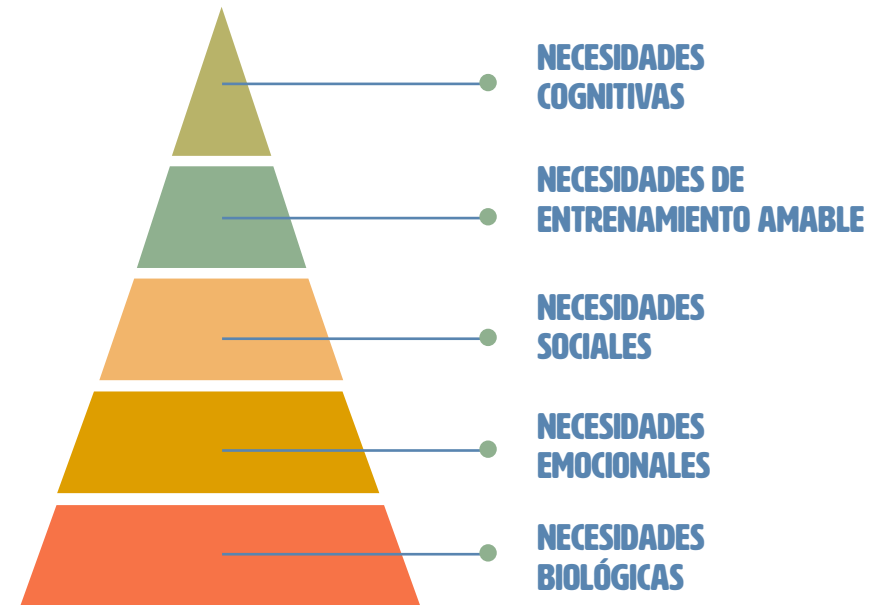 NECESIDADES
COGNITIVAS
NECESIDADES DE
ENTRENAMIENTO AMABLE
NECESIDADES
SOCIALES
NECESIDADES
EMOCIONALES
NECESIDADES
BIOLÓGICAS